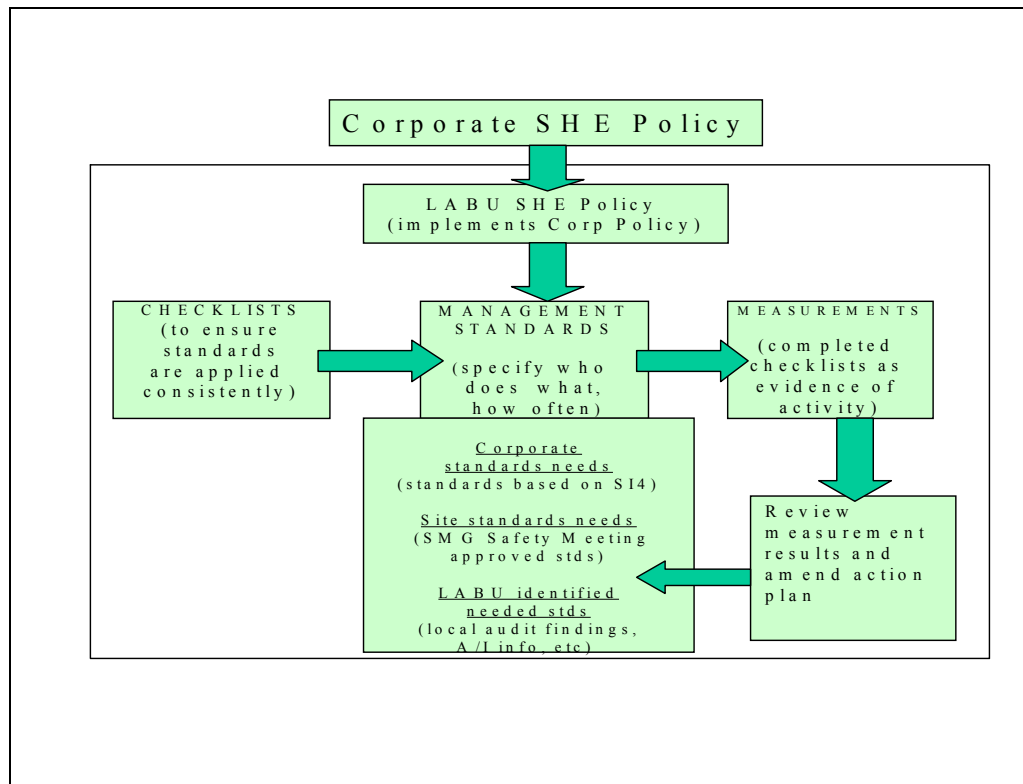 Corporate SHE Policy
LABU SHE Policy
(implements Corp Policy)
CHECKLISTS
(to ensure
standards
are applied
consistently)
MANAGEMENT
STANDARDS
(specify who
does what,
how often)
MEASUREMENTS
(completed
checklists as
evidence of
activity)
Corporate
standards needs
(standards based on SI4)
Site standards needs
(SMG Safety Meeting
approved stds)
LABU identified
needed stds
(local audit findings,
A/I info, etc)
Review
measurement
results and
amend action
plan